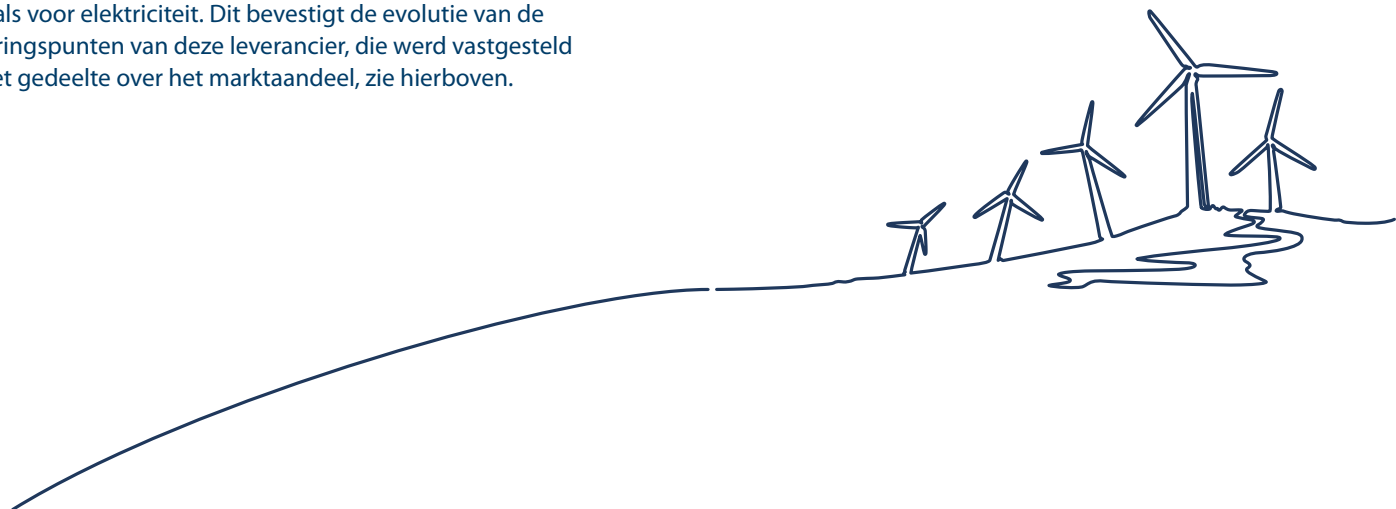 als voor elektriciteit. Dit bevestigt de evolutie van de
ringspunten van deze leverancier, die werd vastgesteld
et gedeelte over het marktaandeel, zie hierboven.